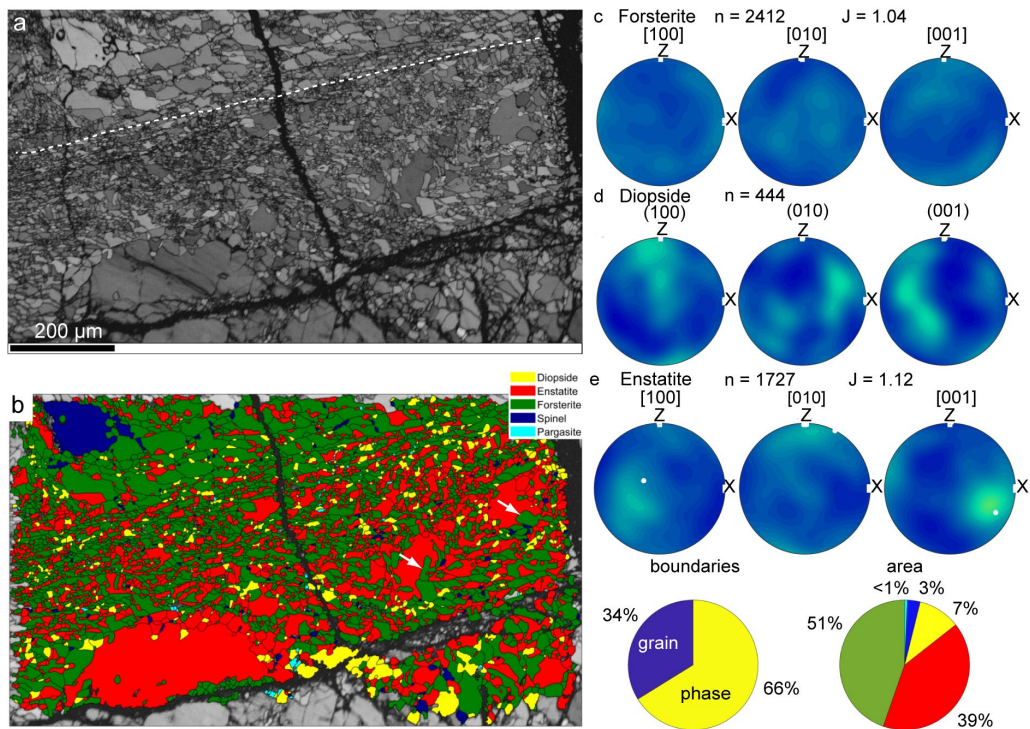 a
200 µm
b
Diopside
Enstatite
Forsterite
Spinel
Pargasite
c Forsterite n = 2412 J = 1.04
[100] [010] [001]
Z Z Z
X X X
d Diopside n = 444
(100) (010) (001)
Z Z Z
X X X
e Enstatite n = 1727 J = 1.12
[100] [010] [001]
Z Z Z
X X X
boundaries
34%
grain
phase
66%
area
<1% 3%
7%
51%
39%